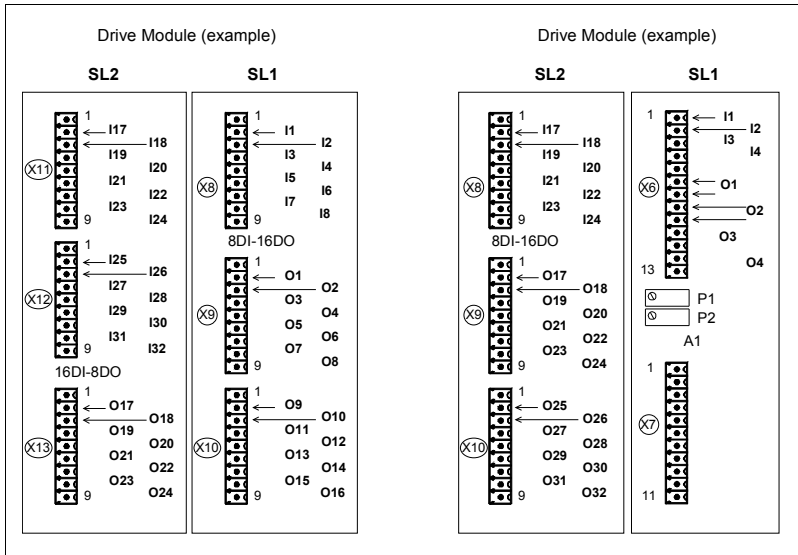 Drive Module (example)
SL2
SL1
X11
1
I17
I18
I19
I20
I21
I22
I23
I24
9
X12
1
I25
I26
I27
I28
I29
I30
I31
I32
9
16DI-8DO
X13
1
O17
O18
O19
O20
O21
O22
O23
O24
9
X8
1
I1
I2
I3
I4
I5
I6
I7
I8
9
8DI-16DO
X9
1
O1
O2
O3
O4
O5
O6
O7
O8
9
X10
1
O9
O10
O11
O12
O13
O14
O15
O16
9
Drive Module (example)
SL2
SL1
X8
1
I17
I18
I19
I20
I21
I22
I23
I24
9
8DI-16DO
X9
1
O17
O18
O19
O20
O21
O22
O23
O24
9
X10
1
O25
O26
O27
O28
O29
O30
O31
O32
9
X6
1
I1
I2
I3
I4
O1
O2
O3
O4
13
P1
P2
A1
X7
1
11